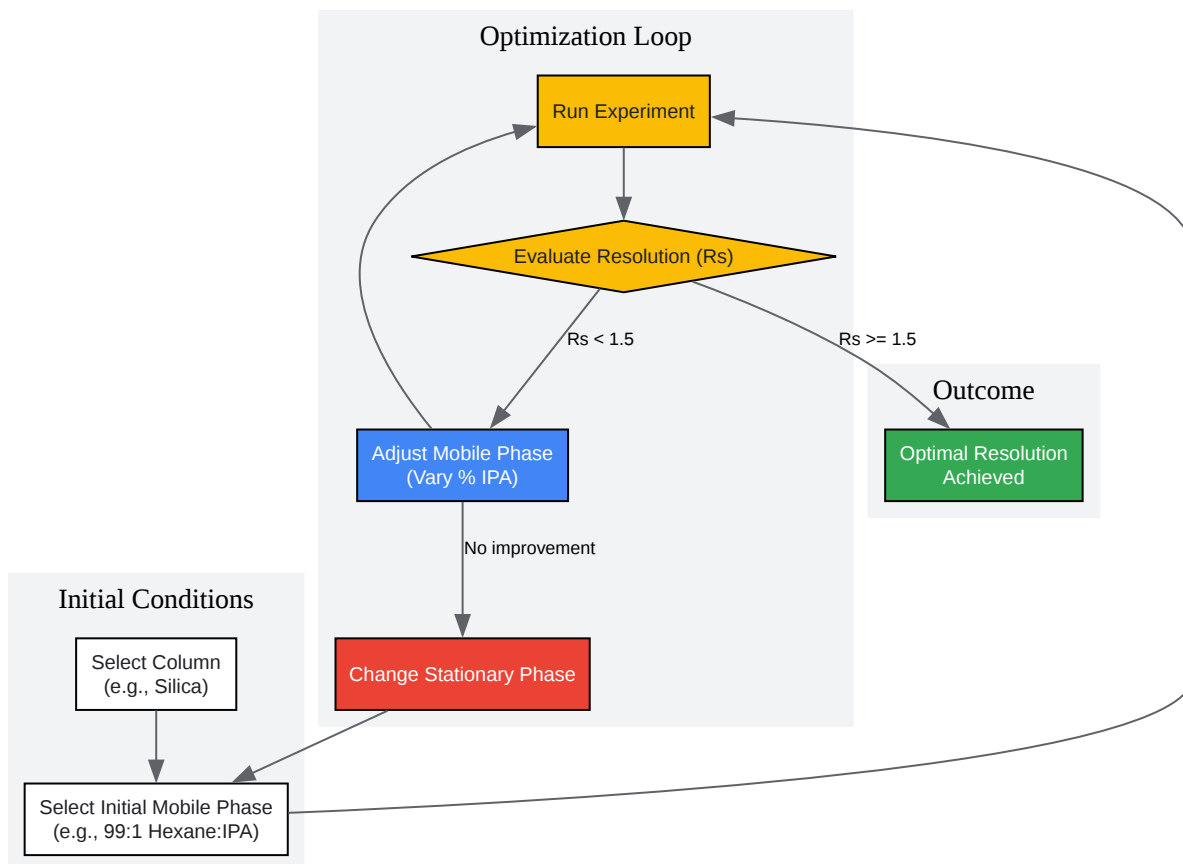 Optimization Loop
Run Experiment
Evaluate Resolution (Rs)
Rs < 1.5
Rs >= 1.5
Outcome
Adjust Mobile Phase
(Vary % IPA)
Optimal Resolution
Achieved
No improvement
Initial Conditions
Select Column
(e.g., Silica)
Change Stationary Phase
Select Initial Mobile Phase
(e.g., 99:1 Hexane:IPA)